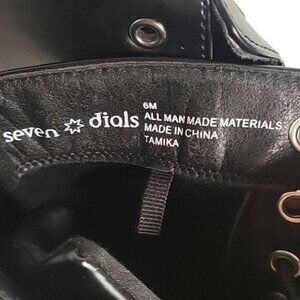 seven dials
6M
ALL MAN MADE MATERIALS
MADE IN CHINA
TAMIKA